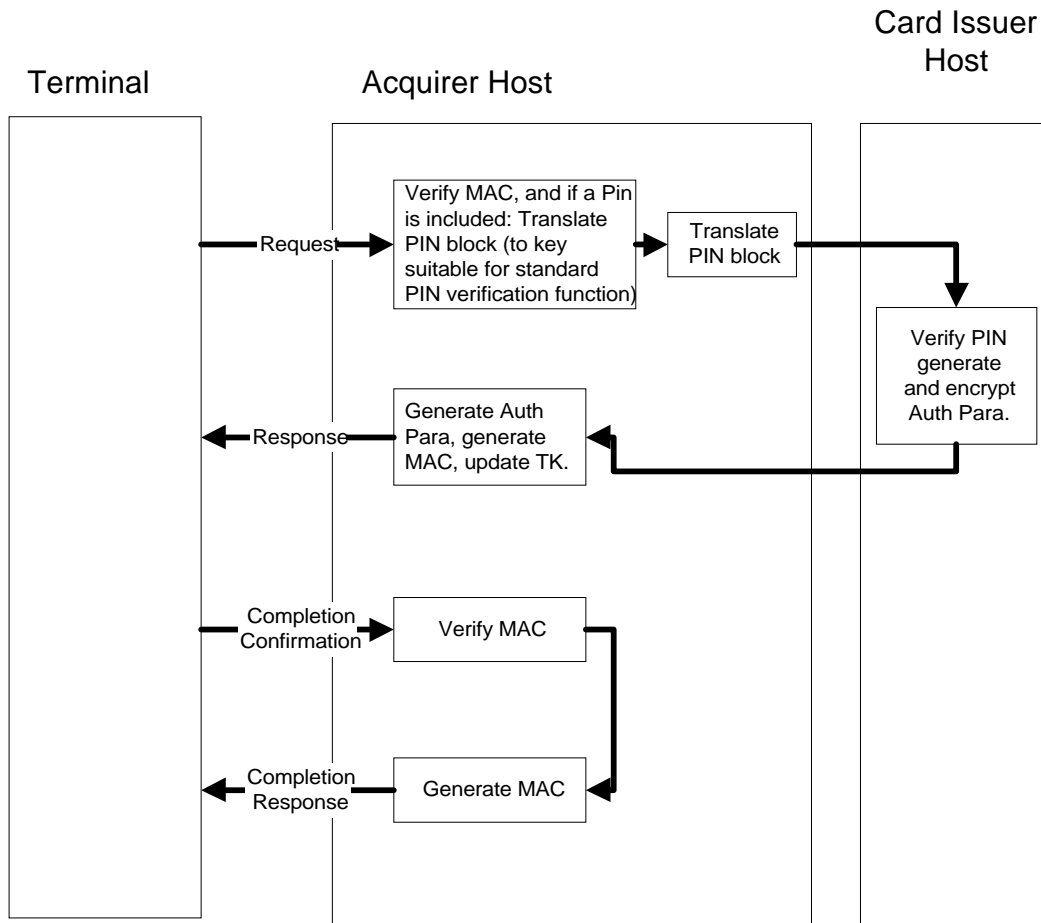 Card Issuer
Host
Terminal
Acquirer Host
Verify MAC, and if a Pin
is included: Translate
PIN block (to key
suitable for standard
PIN verification function)
Translate
PIN block
Request
Verify PIN
generate
and encrypt
Auth Para.
Generate Auth
Para, generate
MAC, update TK.
Response
Completion
Confirmation
Verify MAC
Completion
Response
Generate MAC